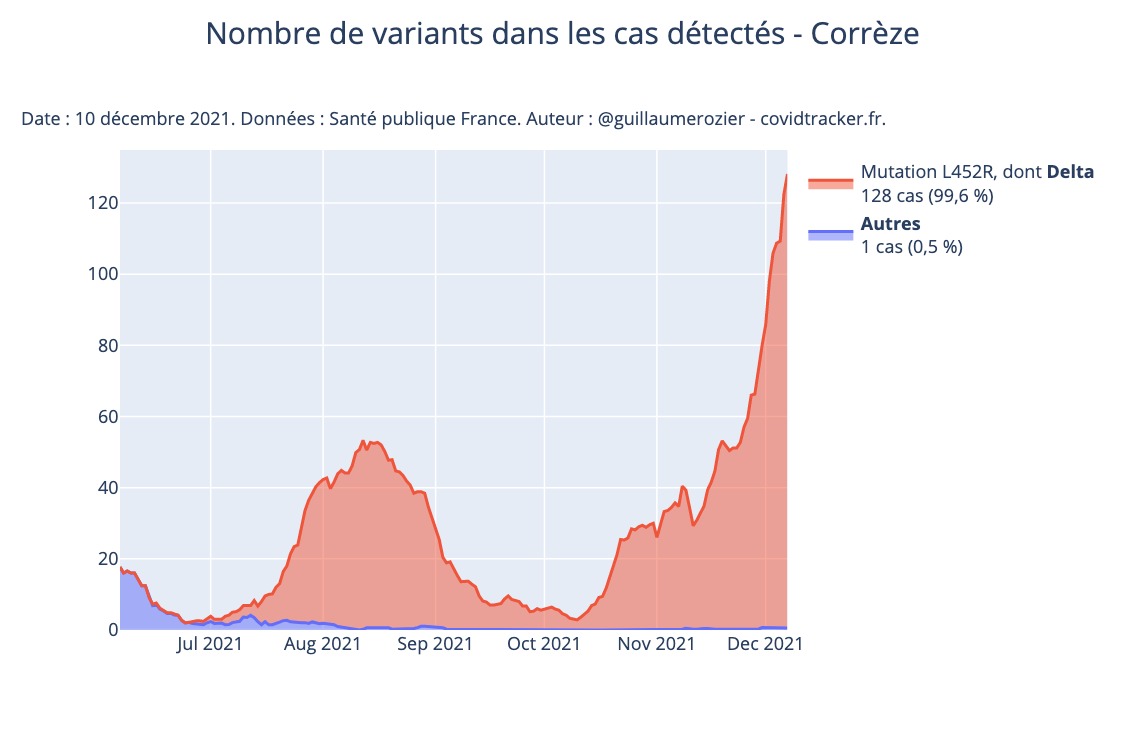 Nombre de variants dans les cas détectés - Corrèze
Date : 10 décembre 2021. Données : Santé publique France. Auteur : @guillaumerozier - covidtracker.fr.
Mutation L452R, dont Delta
128 cas (99,6 %)
Autres
1 cas (0,5 %)
120
100
80
60
40
20
0
Jul 2021
Aug 2021
Sep 2021
Oct 2021
Nov 2021
Dec 2021